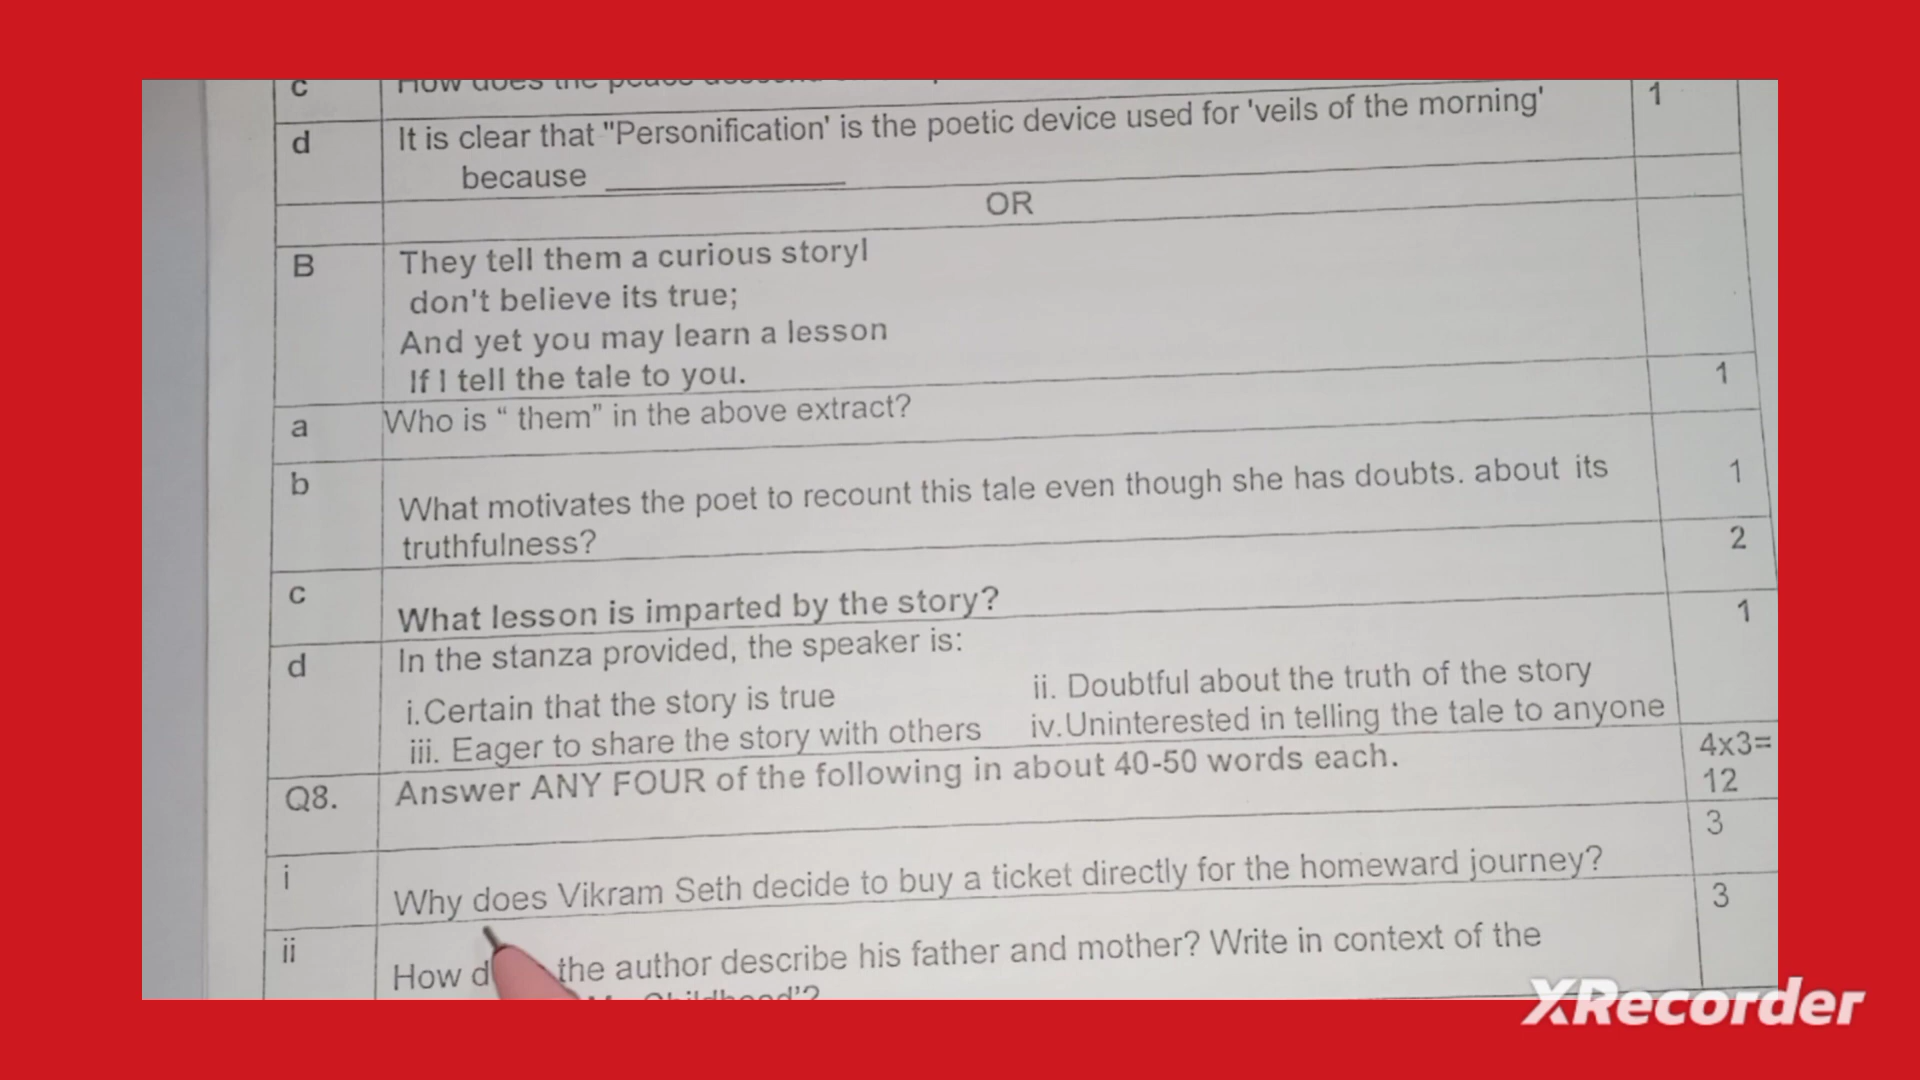 c How does the
d It is clear that "Personification' is the poetic device used for 'veils of the morning' 1
because ____________
OR
B They tell them a curious storyI
don't believe its true;
And yet you may learn a lesson
If I tell the tale to you.
a Who is “ them” in the above extract? 1
b What motivates the poet to recount this tale even though she has doubts. about its 1
truthfulness?
c What lesson is imparted by the story? 2
d In the stanza provided, the speaker is: 1
i.Certain that the story is true ii. Doubtful about the truth of the story
iii. Eager to share the story with others iv.Uninterested in telling the tale to anyone
Q8. Answer ANY FOUR of the following in about 40-50 words each. 4x3=
12
i Why does Vikram Seth decide to buy a ticket directly for the homeward journey? 3
ii How the author describe his father and mother? Write in context of the 3
Childhood'?
XRecorder